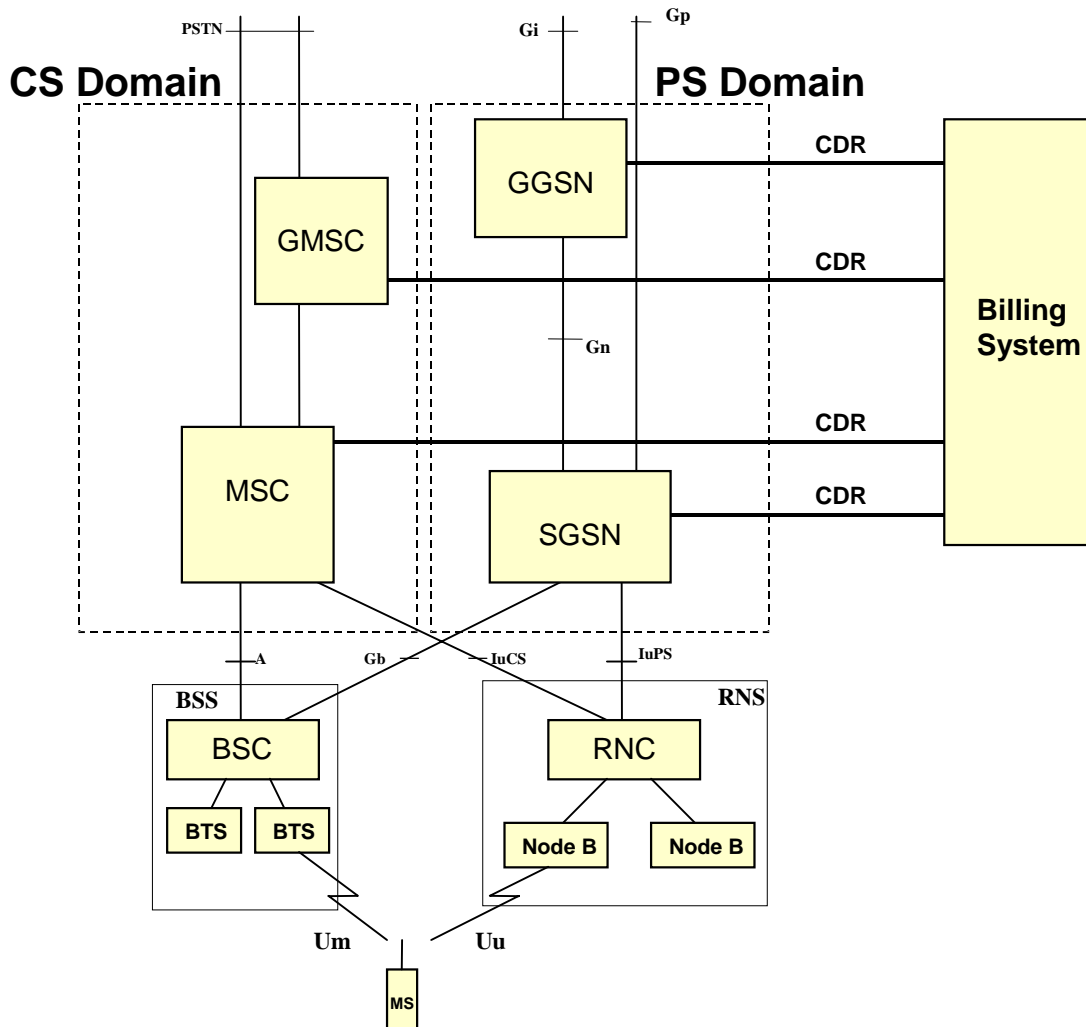 PSTN
Gi
Gp
CS Domain
PS Domain
GGSN
CDR
GMSC
CDR
Billing
System
Gn
CDR
MSC
SGSN
CDR
A
Gb
IuCS
IuPS
BSS
RNS
BSC
RNC
BTS
BTS
Node B
Node B
Um
Uu
MS